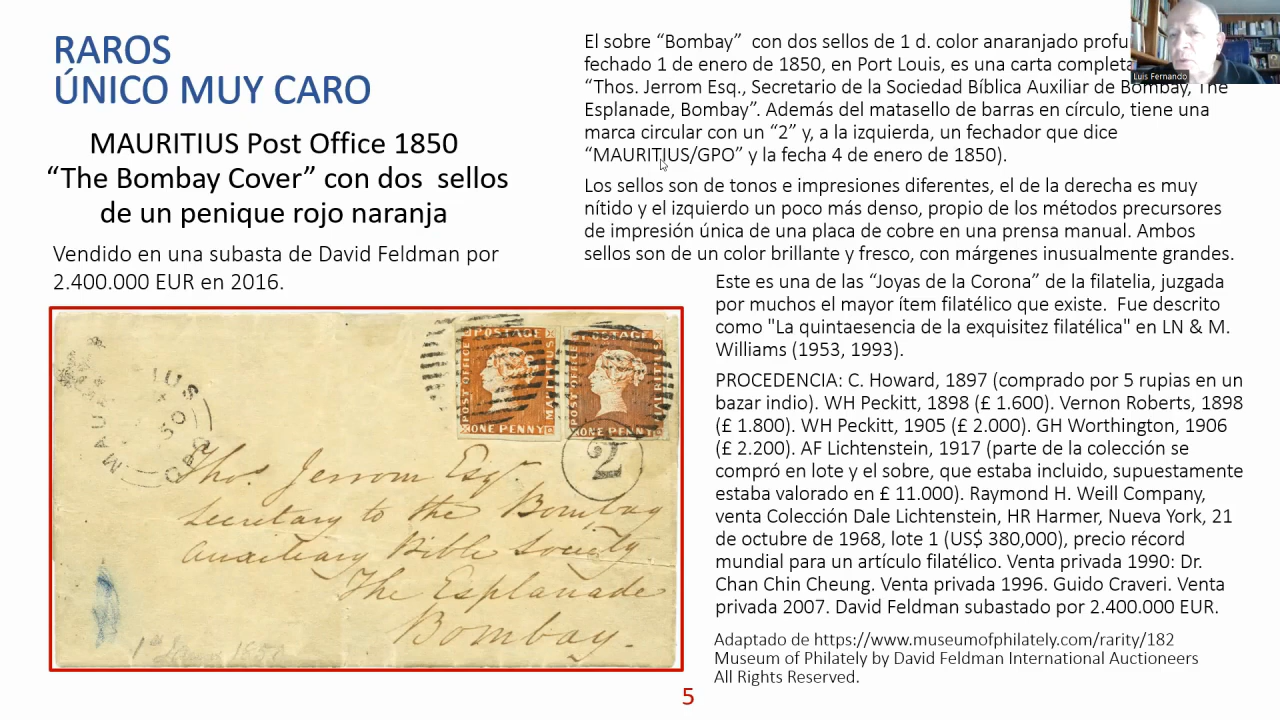 RAROS
ÚNICO MUY CARO
MAURITIUS Post Office 1850
“The Bombay Cover” con dos sellos
de un penique rojo naranja
Vendido en una subasta de David Feldman por
2.400.000 EUR en 2016.
El sobre “Bombay” con dos sellos de 1 d. color anaranjado
fechado 1 de enero de 1850, en Port Louis, es una carta
“Thos. Jerrom Esq., Secretario de la Sociedad Bíblica Auxiliar de Bombay, The
Esplanade, Bombay”. Además del matasello de barras en círculo, tiene una
marca circular con un “2” y, a la izquierda, un fechador que dice
“MAURITIUS/GPO” y la fecha 4 de enero de 1850).
Los sellos son de tonos e impresiones diferentes, el de la derecha es muy
nítido y el izquierdo un poco más denso, propio de los métodos precursores
de impresión única de una placa de cobre en una prensa manual. Ambos
sellos son de un color brillante y fresco, con márgenes inusualmente grandes.
Este es una de las “Joyas de la Corona” de la filatelia, juzgada
por muchos el mayor ítem filatélico que existe. Fue descrito
como "La quintaesencia de la exquisitez filatélica" en LN & M.
Williams (1953, 1993).
PROCEDENCIA: C. Howard, 1897 (comprado por 5 rupias en un
bazar indio). WH Peckitt, 1898 (£ 1.600). Vernon Roberts, 1898
(£ 1.800). WH Peckitt, 1905 (£ 2.000). GH Worthington, 1906
(£ 2.200). AF Lichtenstein, 1917 (parte de la colección se
compró en lote y el sobre, que estaba incluido, supuestamente
estaba valorado en £ 11.000). Raymond H. Weill Company,
venta Colección Dale Lichtenstein, HR Harmer, Nueva York, 21
de octubre de 1968, lote 1 (US$ 380,000), precio récord
mundial para un artículo filatélico. Venta privada 1990: Dr.
Chan Chin Cheung. Venta privada 1996. Guido Craveri. Venta
privada 2007. David Feldman subastado por 2.400.000 EUR.
Adaptado de https://www.museumofphilately.com/rarity/182
Museum of Philately by David Feldman International Auctioneers
All Rights Reserved.
5
Luis Fernando
POSTAGE
POST OFFICE
MAURITIUS
ONE PENNY
POSTAGE
POST OFFICE
ONE PENNY
2
Thos. Jerrom Esqr.
Secretary to the Bombay
Auxiliary Bible Society
The Esplanade
Bombay.